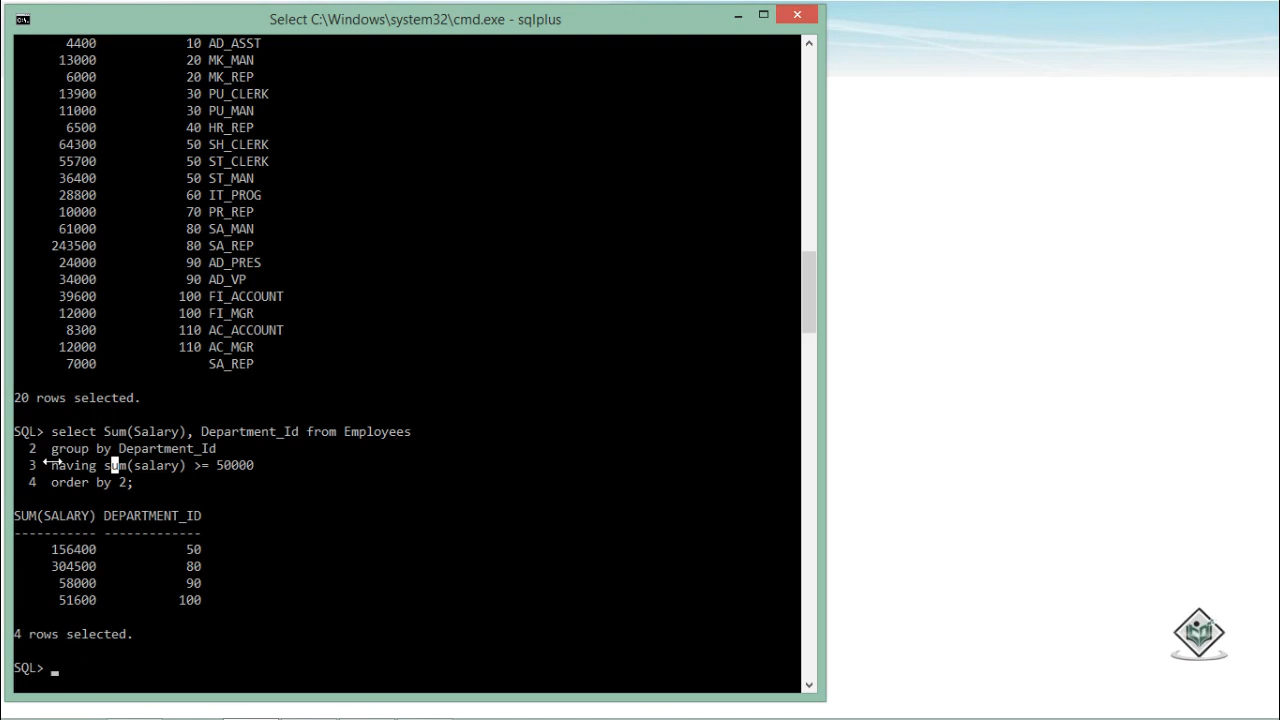 Select C:\Windows\system32\cmd.exe - sqlplus
4400 10 AD_ASST
13000 20 MK_MAN
6000 20 MK_REP
13900 30 PU_CLERK
11000 30 PU_MAN
6500 40 HR_REP
64300 50 SH_CLERK
55700 50 ST_CLERK
36400 50 ST_MAN
28800 60 IT_PROG
10000 70 PR_REP
61000 80 SA_MAN
243500 80 SA_REP
24000 90 AD_PRES
34000 90 AD_VP
39600 100 FI_ACCOUNT
12000 100 FI_MGR
8300 110 AC_ACCOUNT
12000 110 AC_MGR
7000 SA_REP
20 rows selected.
SQL> select Sum(Salary), Department_Id from Employees
2 group by Department_Id
3 having sum(salary) >= 50000
4 order by 2;
SUM(SALARY) DEPARTMENT_ID
----------- -------------
156400 50
304500 80
58000 90
51600 100
4 rows selected.
SQL>